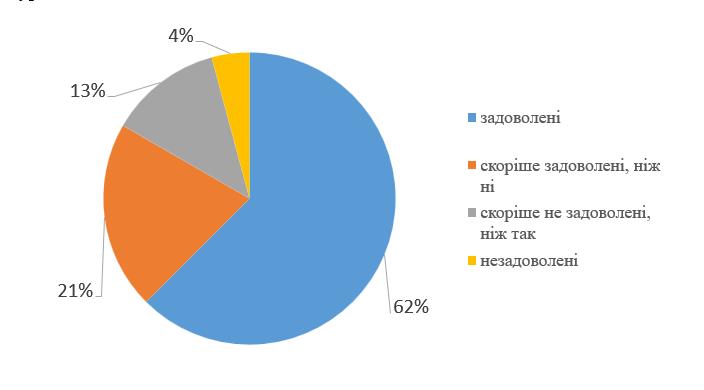 4%
13%
21%
62%
задоволені
скоріше задоволені, ніж
ні
скоріше не задоволені,
ніж так
незадоволені